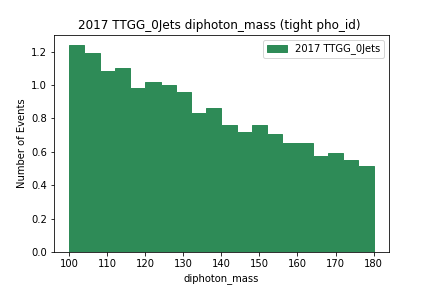 2017 TTGG_0Jets diphoton_mass (tight pho_id)
2017 TTGG_0Jets
Number of Events
1.2
1.0
0.8
0.6
0.4
0.2
0.0
100 110 120 130 140 150 160 170 180
diphoton_mass